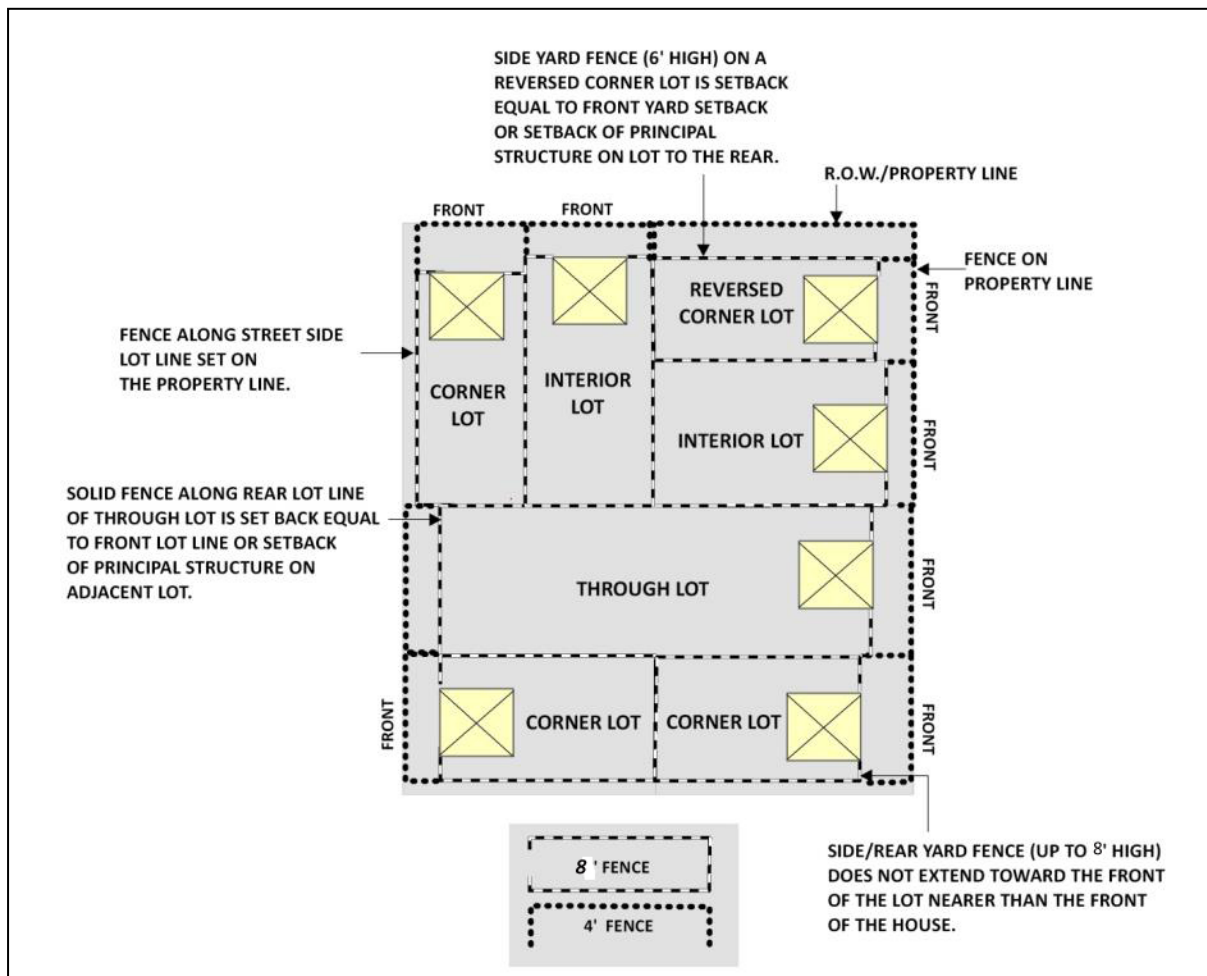 SIDE YARD FENCE (6' HIGH) ON A
REVERSED CORNER LOT IS SETBACK
EQUAL TO FRONT YARD SETBACK
OR SETBACK OF PRINCIPAL
STRUCTURE ON LOT TO THE REAR.
R.O.W./PROPERTY LINE
FRONT
FRONT
FENCE ON
PROPERTY LINE
REVERSED
CORNER LOT
FRONT
FENCE ALONG STREET SIDE
LOT LINE SET ON
THE PROPERTY LINE.
CORNER
LOT
INTERIOR
LOT
INTERIOR LOT
FRONT
SOLID FENCE ALONG REAR LOT LINE
OF THROUGH LOT IS SET BACK EQUAL
TO FRONT LOT LINE OR SETBACK
OF PRINCIPAL STRUCTURE ON
ADJACENT LOT.
THROUGH LOT
FRONT
FRONT
CORNER LOT
CORNER LOT
FRONT
SIDE/REAR YARD FENCE (UP TO 8' HIGH)
DOES NOT EXTEND TOWARD THE FRONT
OF THE LOT NEARER THAN THE FRONT
OF THE HOUSE.
8' FENCE
4' FENCE